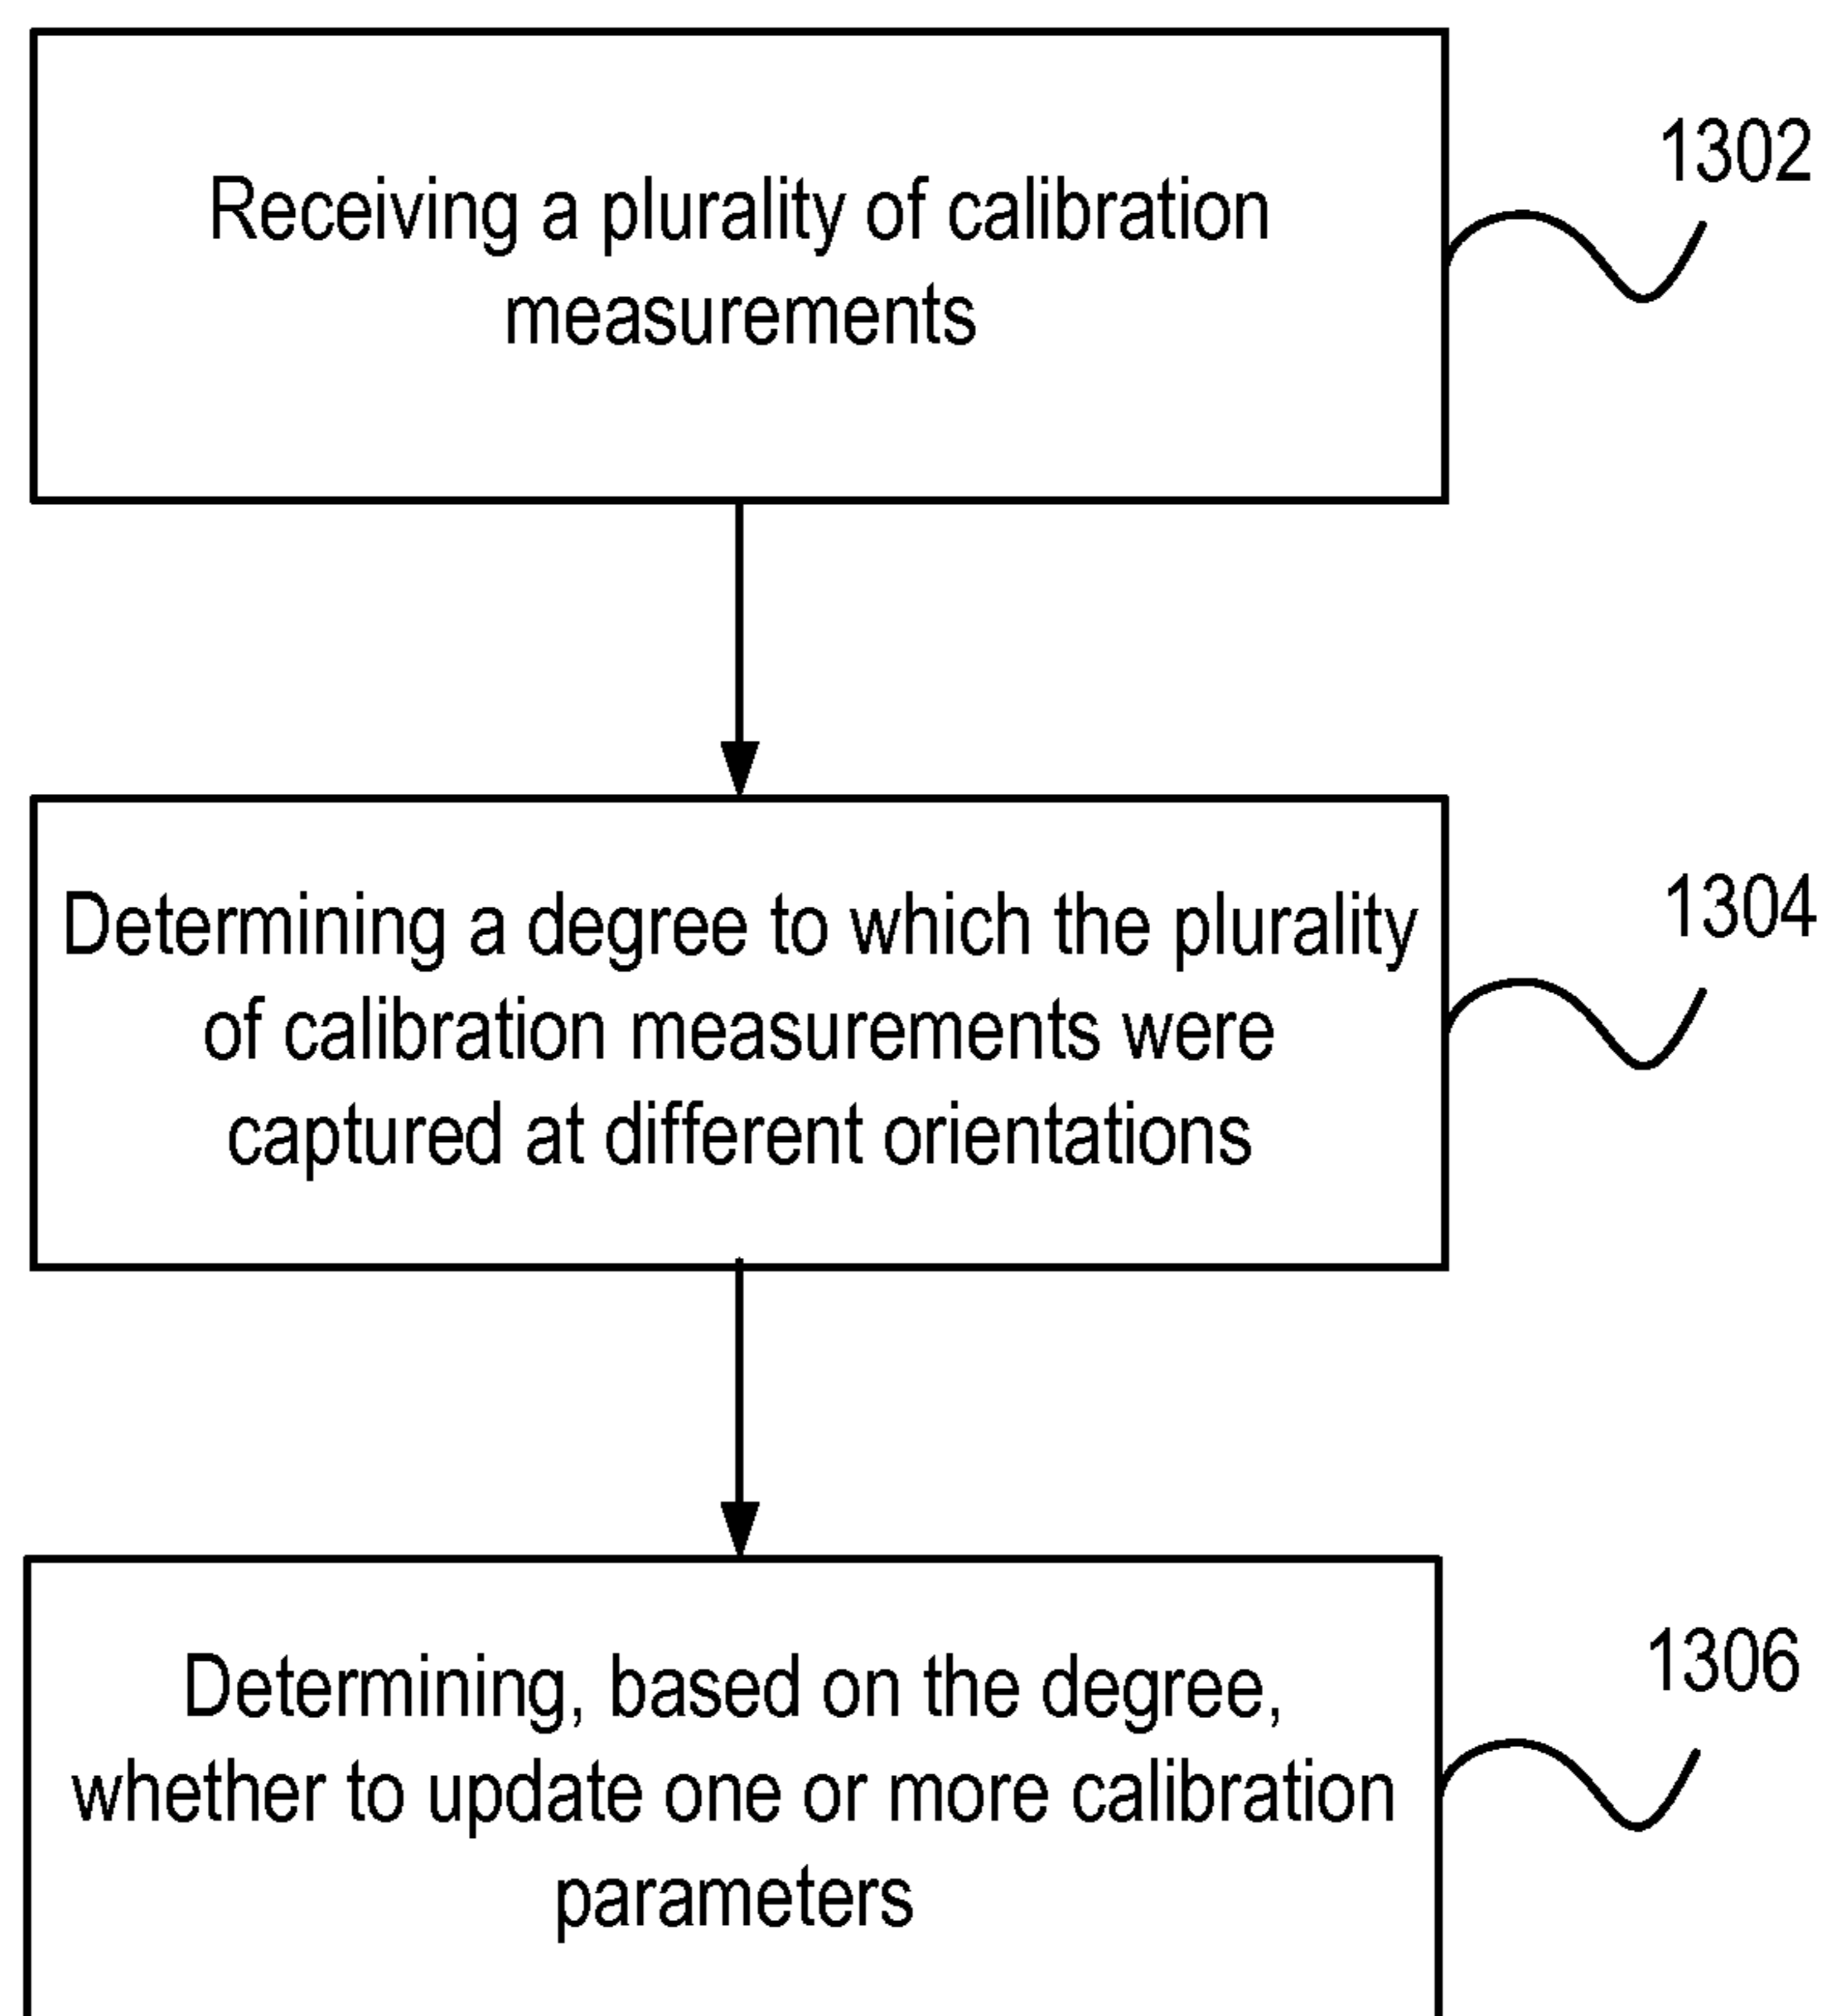 Receiving a plurality of calibration
measurements
1302
Determining a degree to which the plurality
of calibration measurements were
captured at different orientations
1304
Determining, based on the degree,
whether to update one or more calibration
parameters
1306